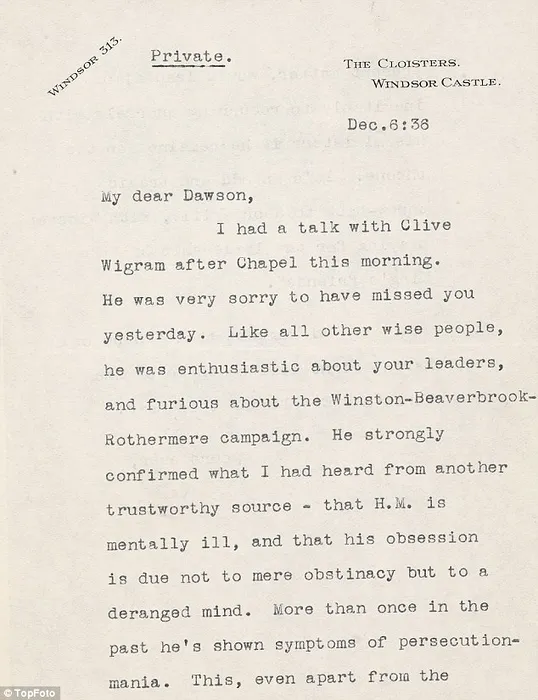 WINDSOR 313.
Private.
THE CLOISTERS.
WINDSOR CASTLE.
Dec.6:36
My dear Dawson,
I had a talk with Clive
Wigram after Chapel this morning.
He was very sorry to have missed you
yesterday. Like all other wise people,
he was enthusiastic about your leaders,
and furious about the Winston-Beaverbrook-
Rothermere campaign. He strongly
confirmed what I had heard from another
trustworthy source - that H.M. is
mentally ill, and that his obsession
is due not to mere obstinacy but to a
deranged mind. More than once in the
past he's shown symptoms of persecution-
mania. This, even apart from the
© TopFoto